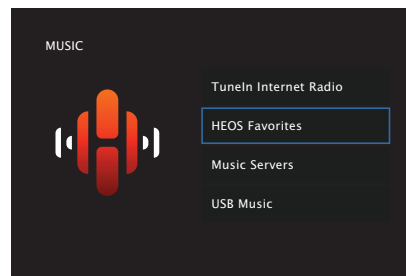 MUSIC
TuneIn Internet Radio
HEOS Favorites
Music Servers
USB Music